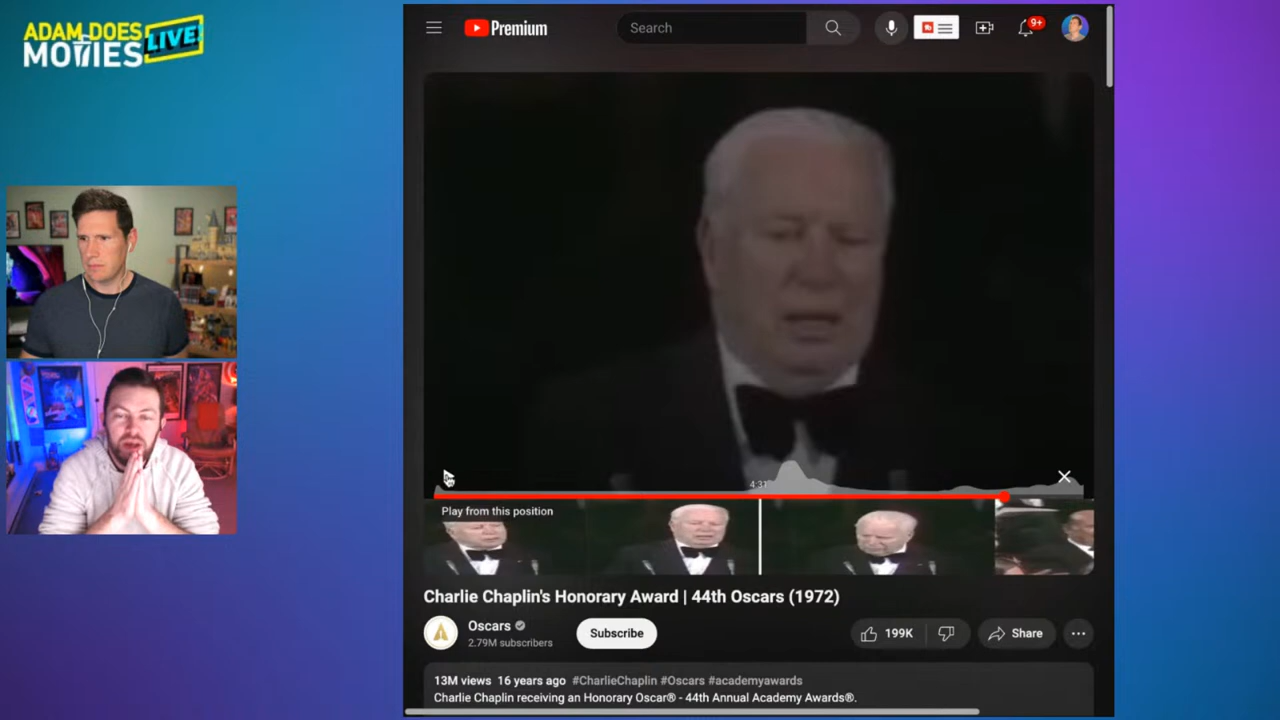 ADAM DOES
MOVIES LIVE!
Premium
Search
9+
4:31
Play from this position
Charlie Chaplin's Honorary Award | 44th Oscars (1972)
Oscars
2.79M subscribers
Subscribe
199K
Share
13M views 16 years ago #CharlieChaplin #Oscars #academyawards
Charlie Chaplin receiving an Honorary Oscar® - 44th Annual Academy Awards®.